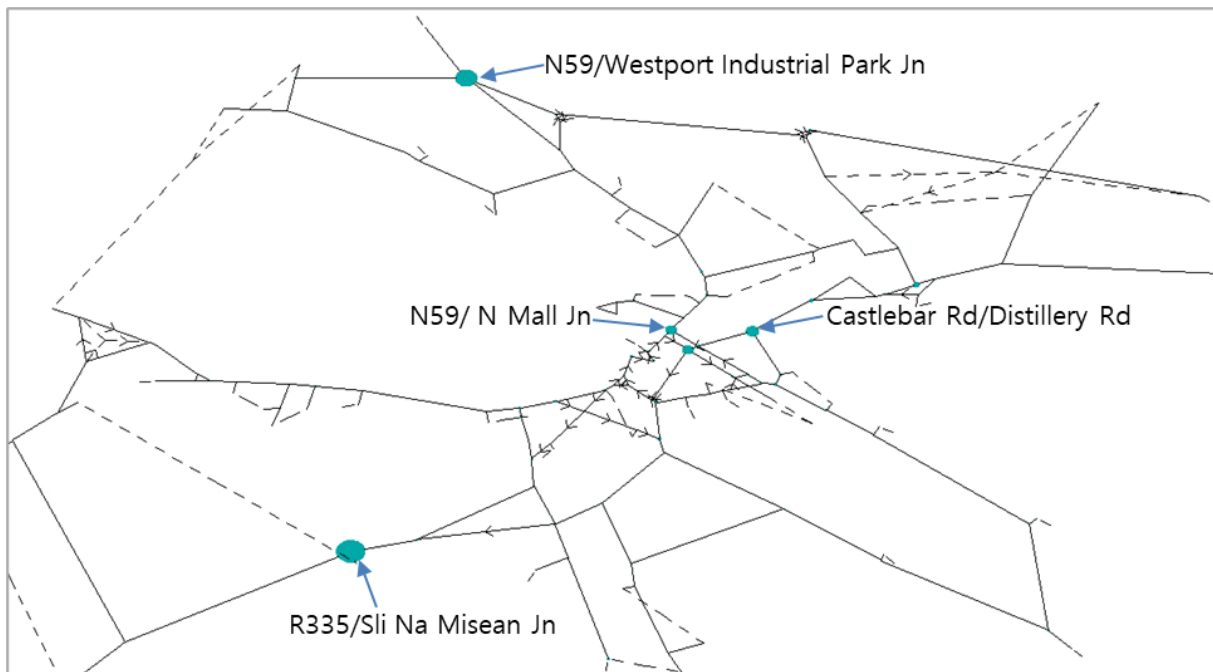 N59/Westport Industrial Park Jn
N59/ N Mall Jn
Castlebar Rd/Distillery Rd
R335/Sli Na Misean Jn